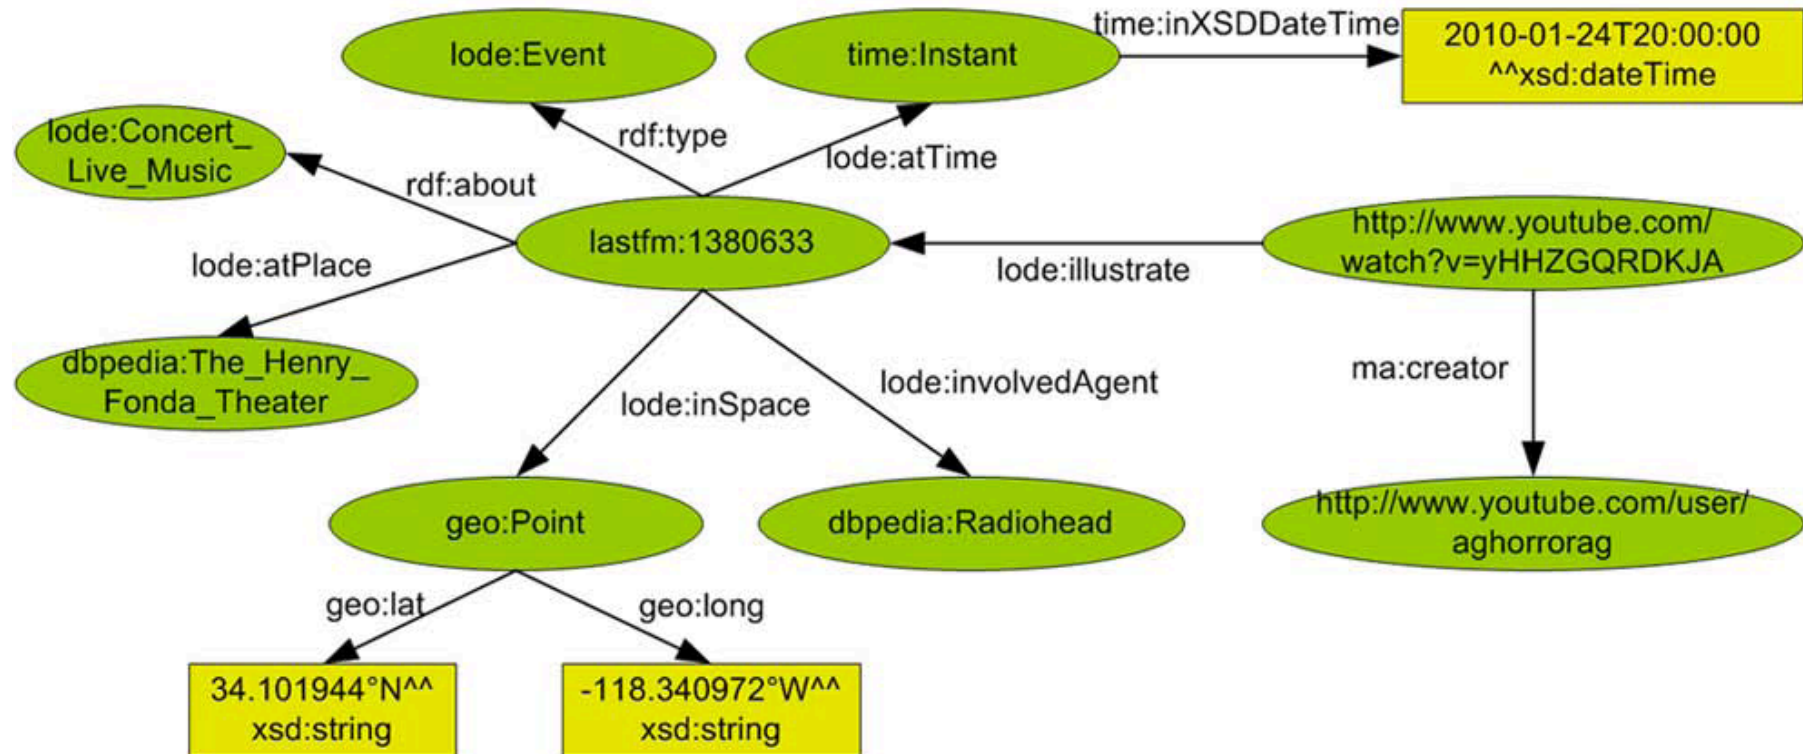 time:inXSDDateTime
lode:Event
time:Instant
2010-01-24T20:00:00
^^xsd:dateTime
lode:Concert_
Live_Music
rdf:type
lode:atTime
rdf:about
lastfm:1380633
http://www.youtube.com/
watch?v=yHHZGQRDKJA
lode:atPlace
lode:illustrate
dbpedia:The_Henry_
Fonda_Theater
lode:inSpace
lode:involvedAgent
ma:creator
geo:Point
dbpedia:Radiohead
http://www.youtube.com/user/
aghorrorag
geo:lat
geo:long
34.101944°N^^
xsd:string
-118.340972°W^^
xsd:string